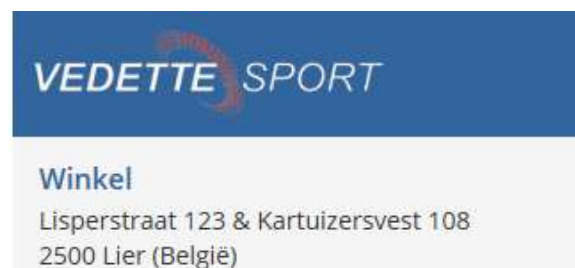 VEDETTE SPORT
Winkel
Lisperstraat 123 & Kartuizersvest 108
2500 Lier (België)